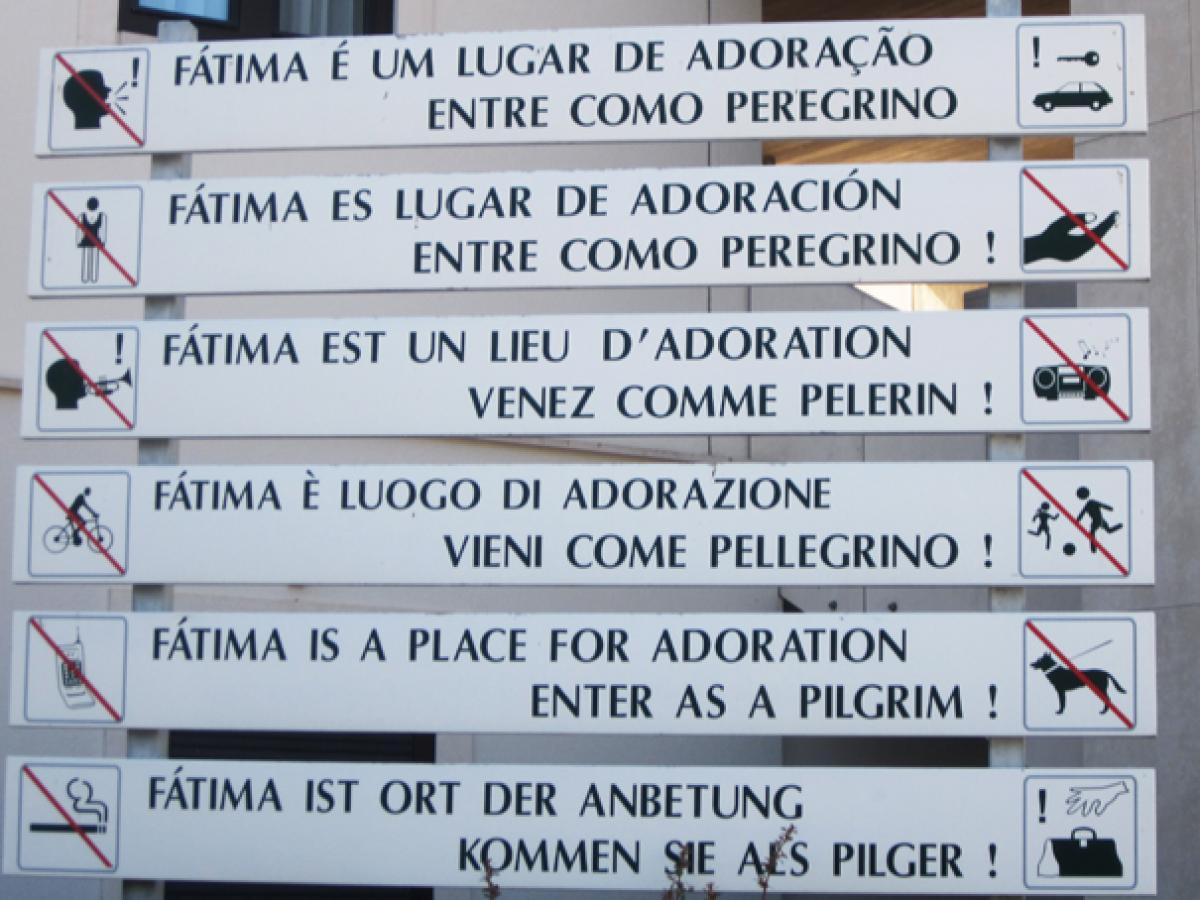 FÁTIMA É UM LUGAR DE ADORAÇÃO
ENTRE COMO PEREGRINO
FÁTIMA ES LUGAR DE ADORACIÓN
ENTRE COMO PEREGRINO !
FÁTIMA EST UN LIEU D'ADORATION
VENEZ COMME PELERIN !
FÁTIMA È LUOGO DI ADORAZIONE
VIENI COME PELLEGRINO !
FÁTIMA IS A PLACE FOR ADORATION
ENTER AS A PILGRIM !
FÁTIMA IST ORT DER ANBETUNG
KOMMEN SIE ALS PILGER !